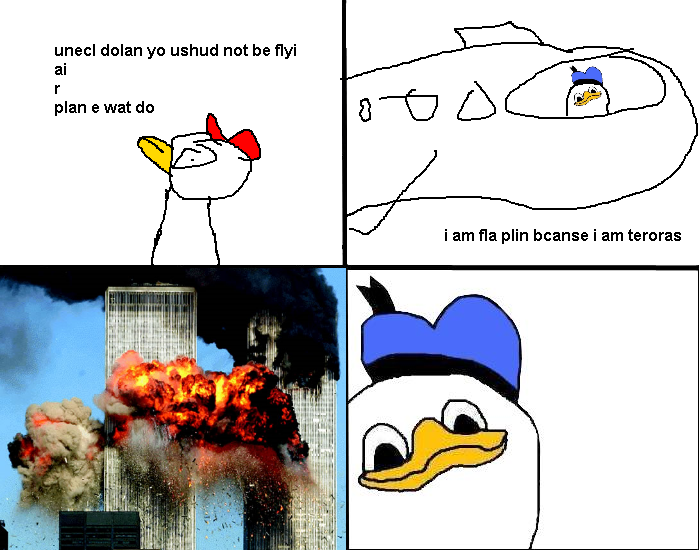 unecl dolan yo ushud not be flyi
ai
r
plan e wat do
i am fla plin bcanse i am teroras